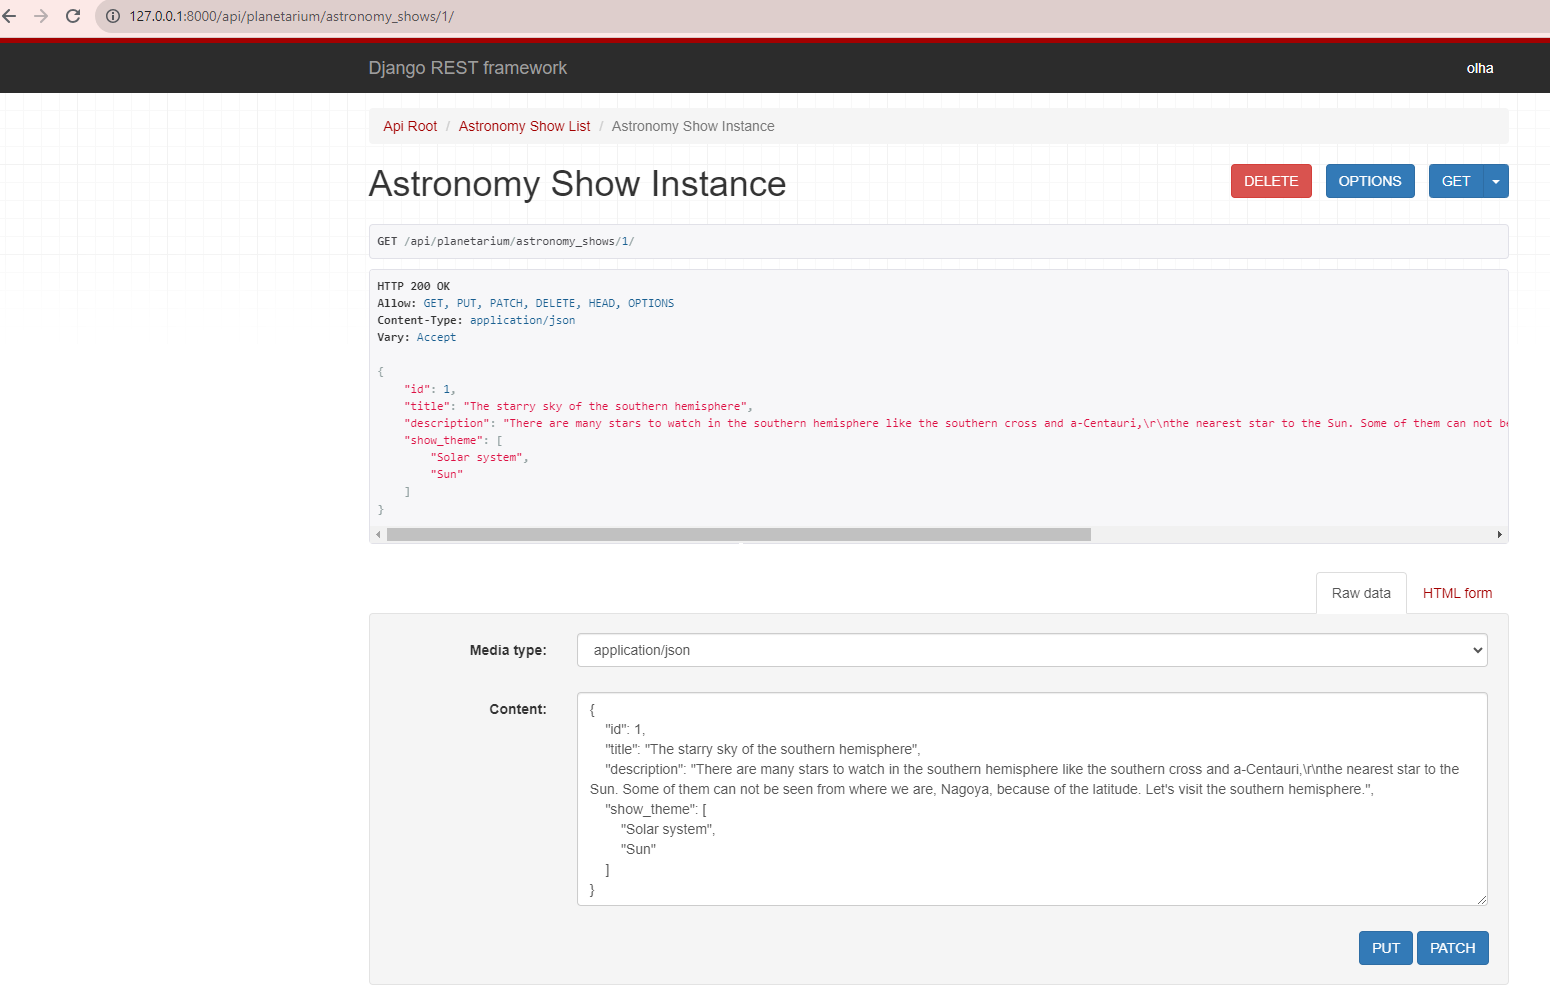 127.0.0.1:8000/api/planetarium/astronomy_shows/1/
Django REST framework
olha
Api Root / Astronomy Show List / Astronomy Show Instance
Astronomy Show Instance
DELETE
OPTIONS
GET
GET /api/planetarium/astronomy_shows/1/
HTTP 200 OK
Allow: GET, PUT, PATCH, DELETE, HEAD, OPTIONS
Content-Type: application/json
Vary: Accept
{
"id": 1,
"title": "The starry sky of the southern hemisphere",
"description": "There are many stars to watch in the southern hemisphere like the southern cross and a-Centauri,\r\nthe nearest star to the Sun. Some of them can not
"show_theme": [
"Solar system",
"Sun"
]
}
Raw data
HTML form
Media type:
application/json
Content:
{
"id": 1,
"title": "The starry sky of the southern hemisphere",
"description": "There are many stars to watch in the southern hemisphere like the southern cross and a-Centauri,\r\nthe nearest star to the
Sun. Some of them can not be seen from where we are, Nagoya, because of the latitude. Let's visit the southern hemisphere.",
"show_theme": [
"Solar system",
"Sun"
]
}
PUT
PATCH